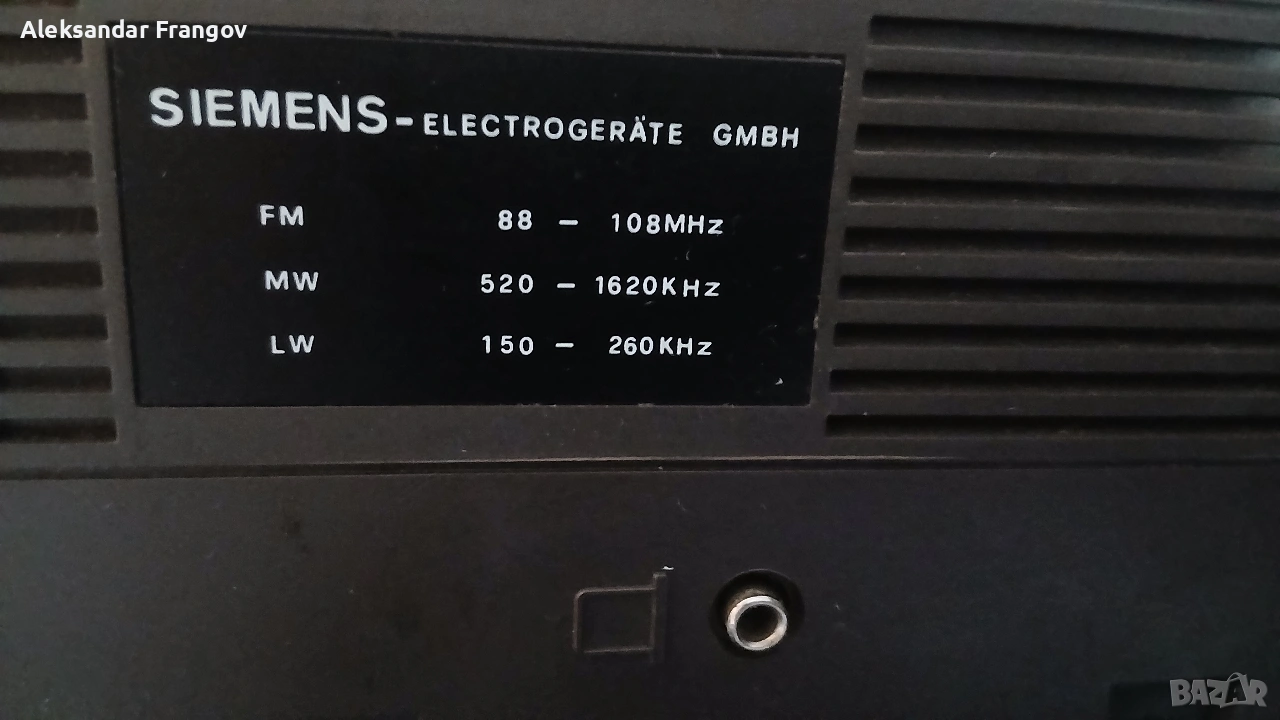 Aleksandar Frangov
SIEMENS-ELECTROGERÄTE GMBH
FM 88 - 108MHz
MW 520 - 1620KHz
LW 150 - 260KHz
BAZAR